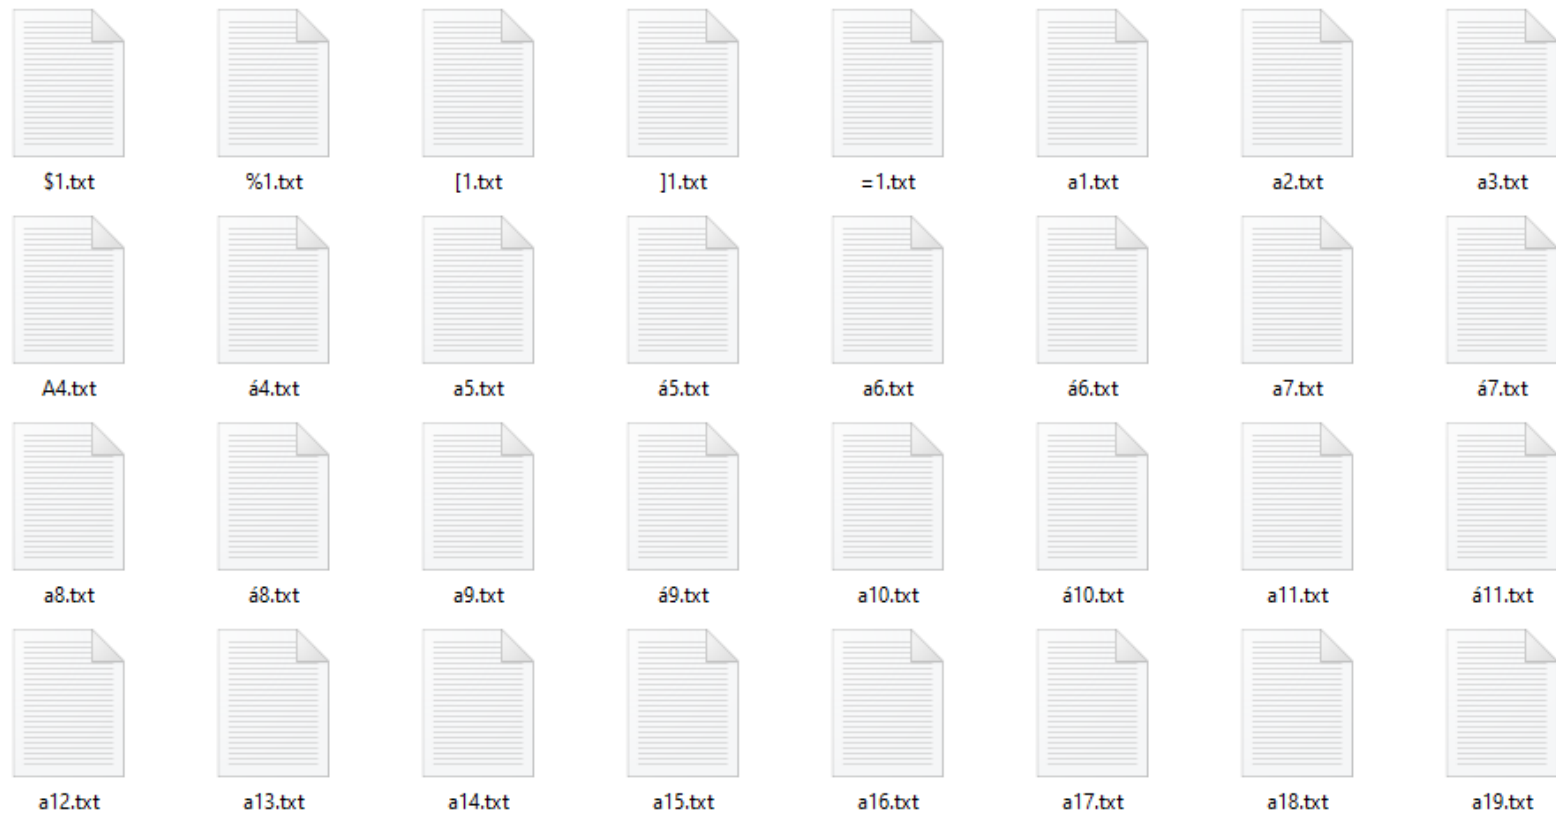 $1.txt %1.txt [1.txt ]1.txt =1.txt a1.txt a2.txt a3.txt
A4.txt á4.txt a5.txt á5.txt a6.txt á6.txt a7.txt á7.txt
a8.txt á8.txt a9.txt á9.txt a10.txt á10.txt a11.txt á11.txt
a12.txt a13.txt a14.txt a15.txt a16.txt a17.txt a18.txt a19.txt